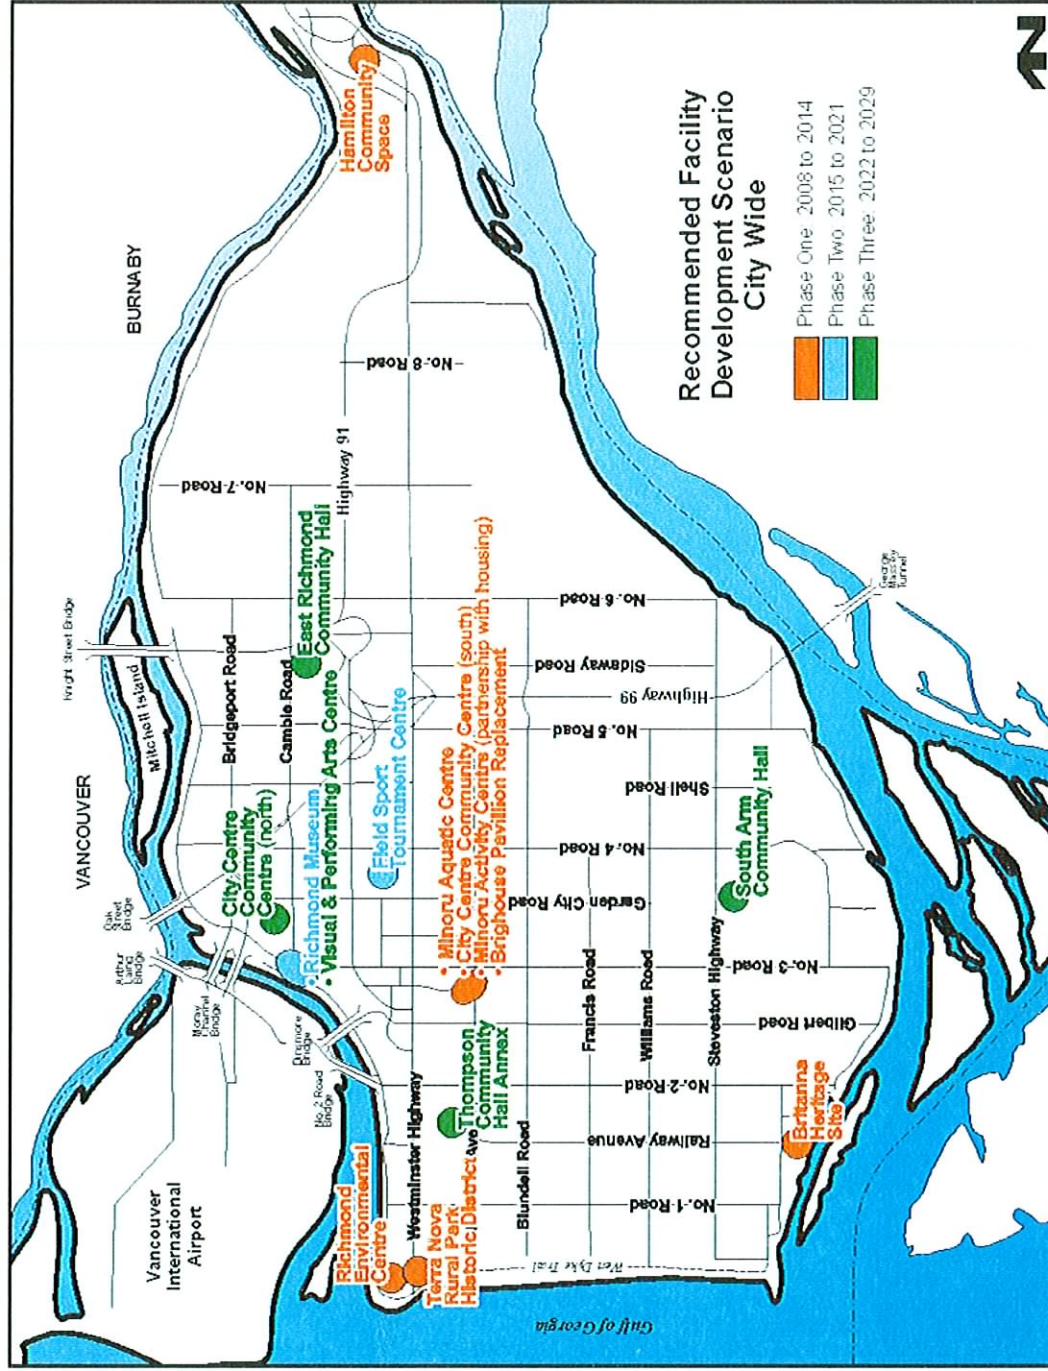 BURNABY
VANCOUVER
Hamilton
Community
Space
Knight Street Bridge
Mitchell Island
Oak
Street
Bridge
Arthur
Laing
Bridge
Moray
Channel
Bridge
Dinsmore
Bridge
No. 2 Road
Bridge
Vancouver
International
Airport
Bridgeport Road
Cambie Road
No. 7 Road
Highway 91
No. 8 Road
East Richmond
Community Hall
City Centre
Community
Centre (north)
• Richmond Museum
• Visual & Performing Arts Centre
Field Sport
Tournament Centre
• Minoru Aquatic Centre
• City Centre Community Centre (south)
• Minoru Activity Centre (partnership with housing)
• Brighouse Pavillion Replacement
No. 6 Road
Sidaway Road
Highway 99
No. 5 Road
Shell Road
No. 4 Road
Garden City Road
No. 3 Road
Gilbert Road
No. 2 Road
Railway Avenue
No. 1 Road
Westminster Highway
Richmond
Environmental
Centre
Terra Nova
Rural Park
Historic District
Thompson
Community
Hall Annex
Blundell Road
Francis Road
Williams Road
Steveston Highway
South Arm
Community Hall
Britannia
Heritage
Site
West Dyke Trail
Gulf of Georgia
George
Massey
Tunnel
Recommended Facility
Development Scenario
City Wide
Phase One: 2008 to 2014
Phase Two: 2015 to 2021
Phase Three: 2022 to 2029
N